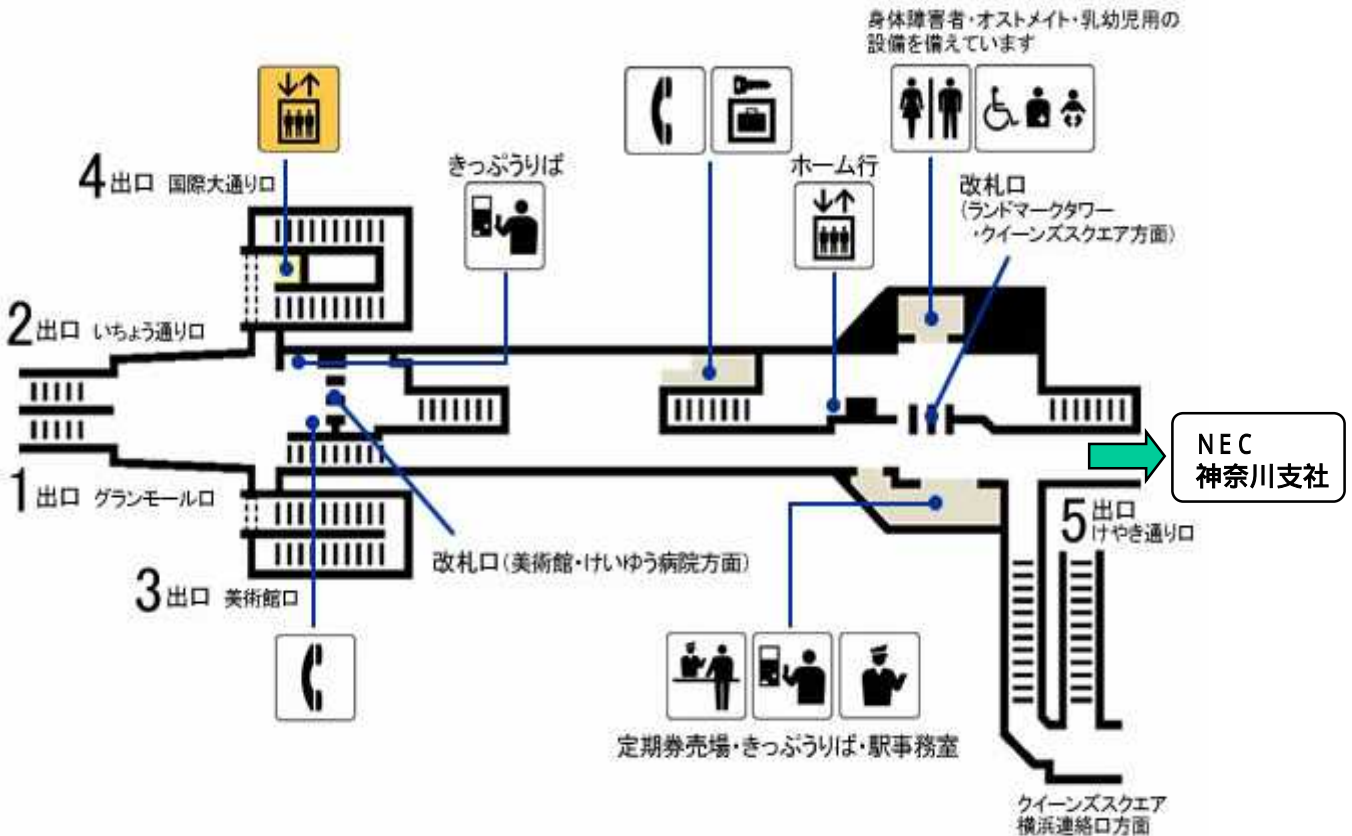 身体障害者・オストメイト・乳幼児用の
設備を備えています
4出口 国際大通り口
きっぷうりば
ホーム行
改札口
(ランドマークタワー
・クイーンズスクエア方面)
2出口 いちょう通り口
NEC
神奈川支社
1出口 グランモール口
5出口
けやき通り口
改札口(美術館・けいゆう病院方面)
3出口 美術館口
定期券売場・きっぷうりば・駅事務室
クイーンズスクエア
横浜連絡口方面